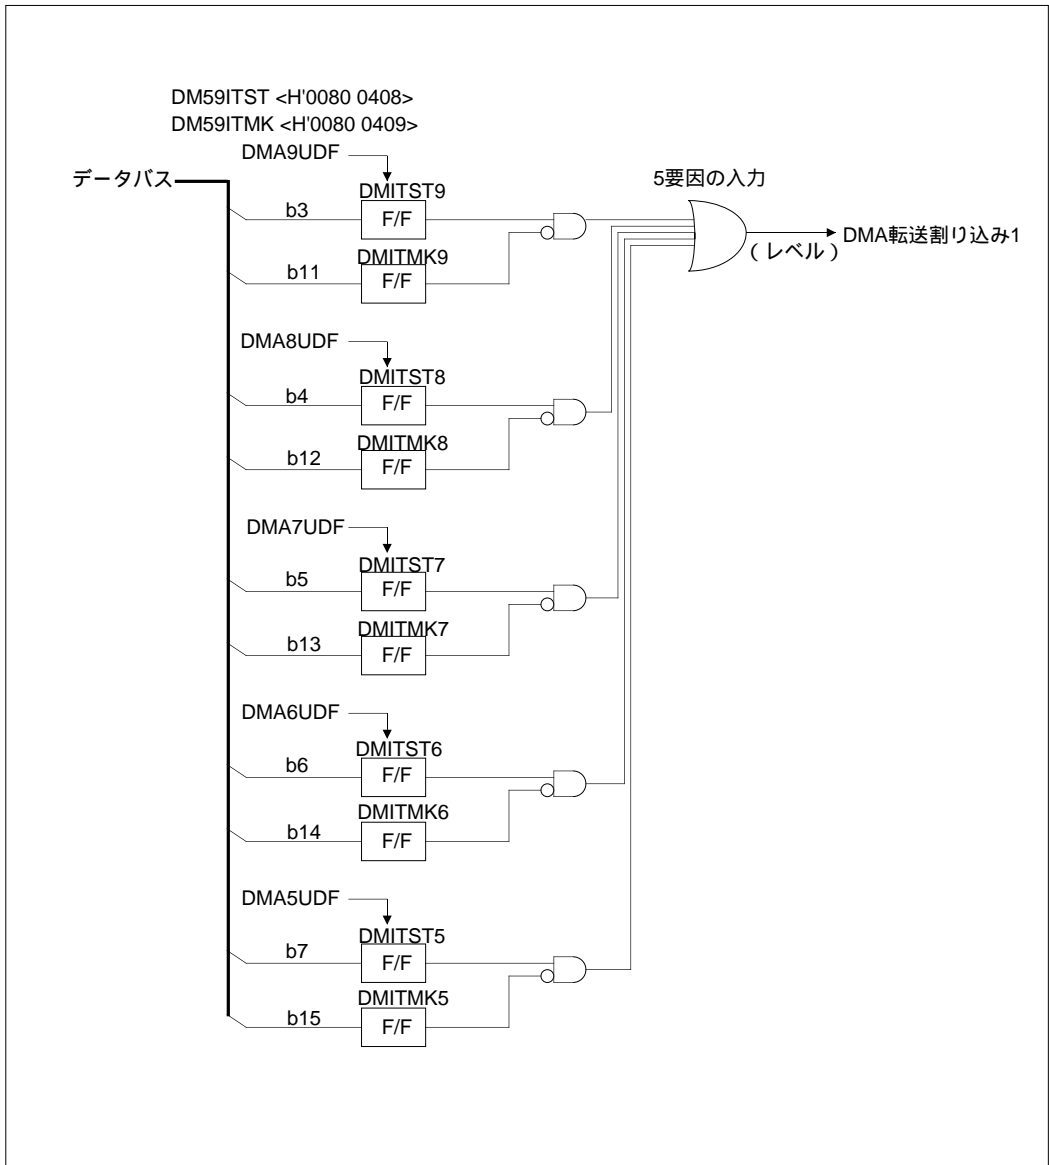 DM59ITST <H'0080 0408>
DM59ITMK <H'0080 0409>
DMA9UDF
データバス
DMITST9
5要因の入力
b3
F/F
DMA転送割り込み1
(レベル)
DMITMK9
b11
F/F
DMA8UDF
DMITST8
b4
F/F
DMITMK8
b12
F/F
DMA7UDF
DMITST7
b5
F/F
DMITMK7
b13
F/F
DMA6UDF
DMITST6
b6
F/F
DMITMK6
b14
F/F
DMA5UDF
DMITST5
b7
F/F
DMITMK5
b15
F/F